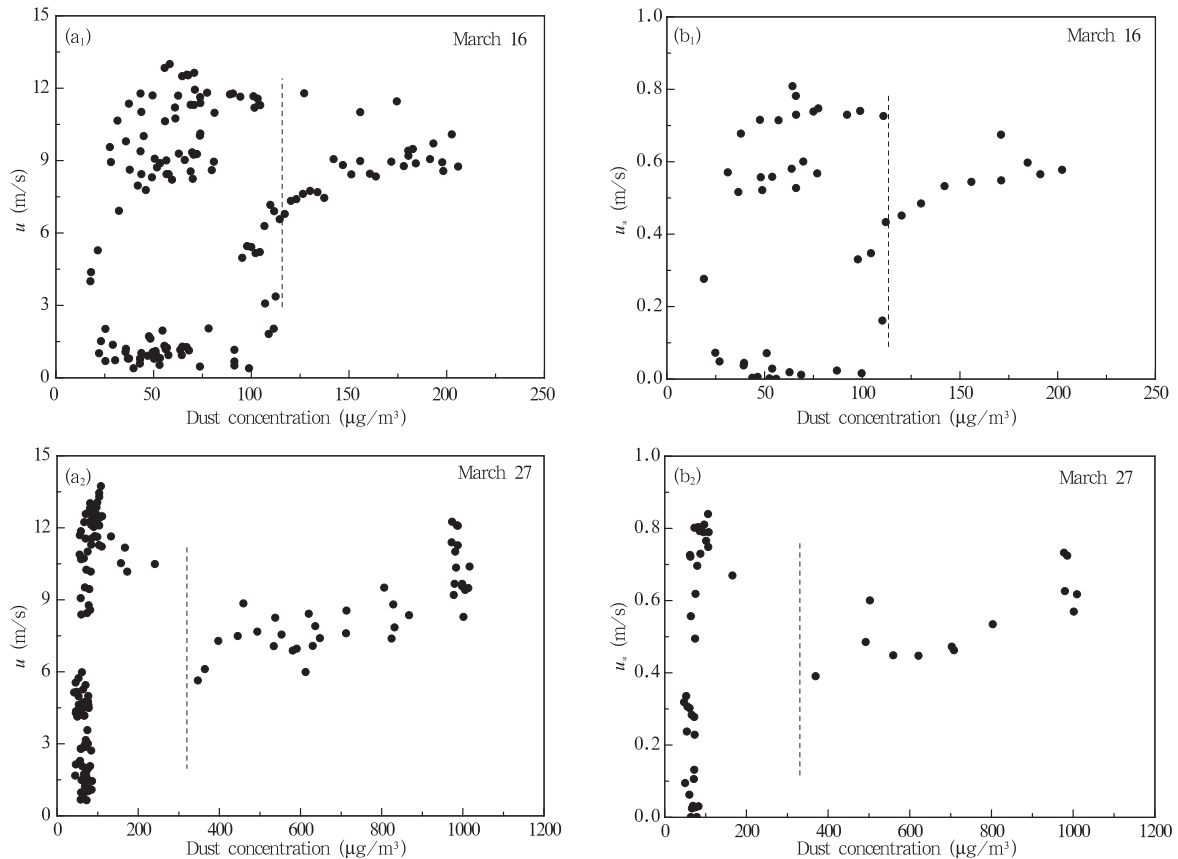 (a₁)
March 16
15
12
9
6
3
0
u (m/s)
0 50 100 150 200 250
Dust concentration (μg/m³)
(b₁)
March 16
1.0
0.8
0.6
0.4
0.2
0.0
u* (m/s)
50 100 150 200 250
Dust concentration (μg/m³)
(a₂)
March 27
15
12
9
6
3
0
u (m/s)
0 200 400 600 800 1000 1200
Dust concentration (μg/m³)
(b₂)
March 27
1.0
0.8
0.6
0.4
0.2
0.0
u* (m/s)
0 200 400 600 800 1000 1200
Dust concentration (μg/m³)